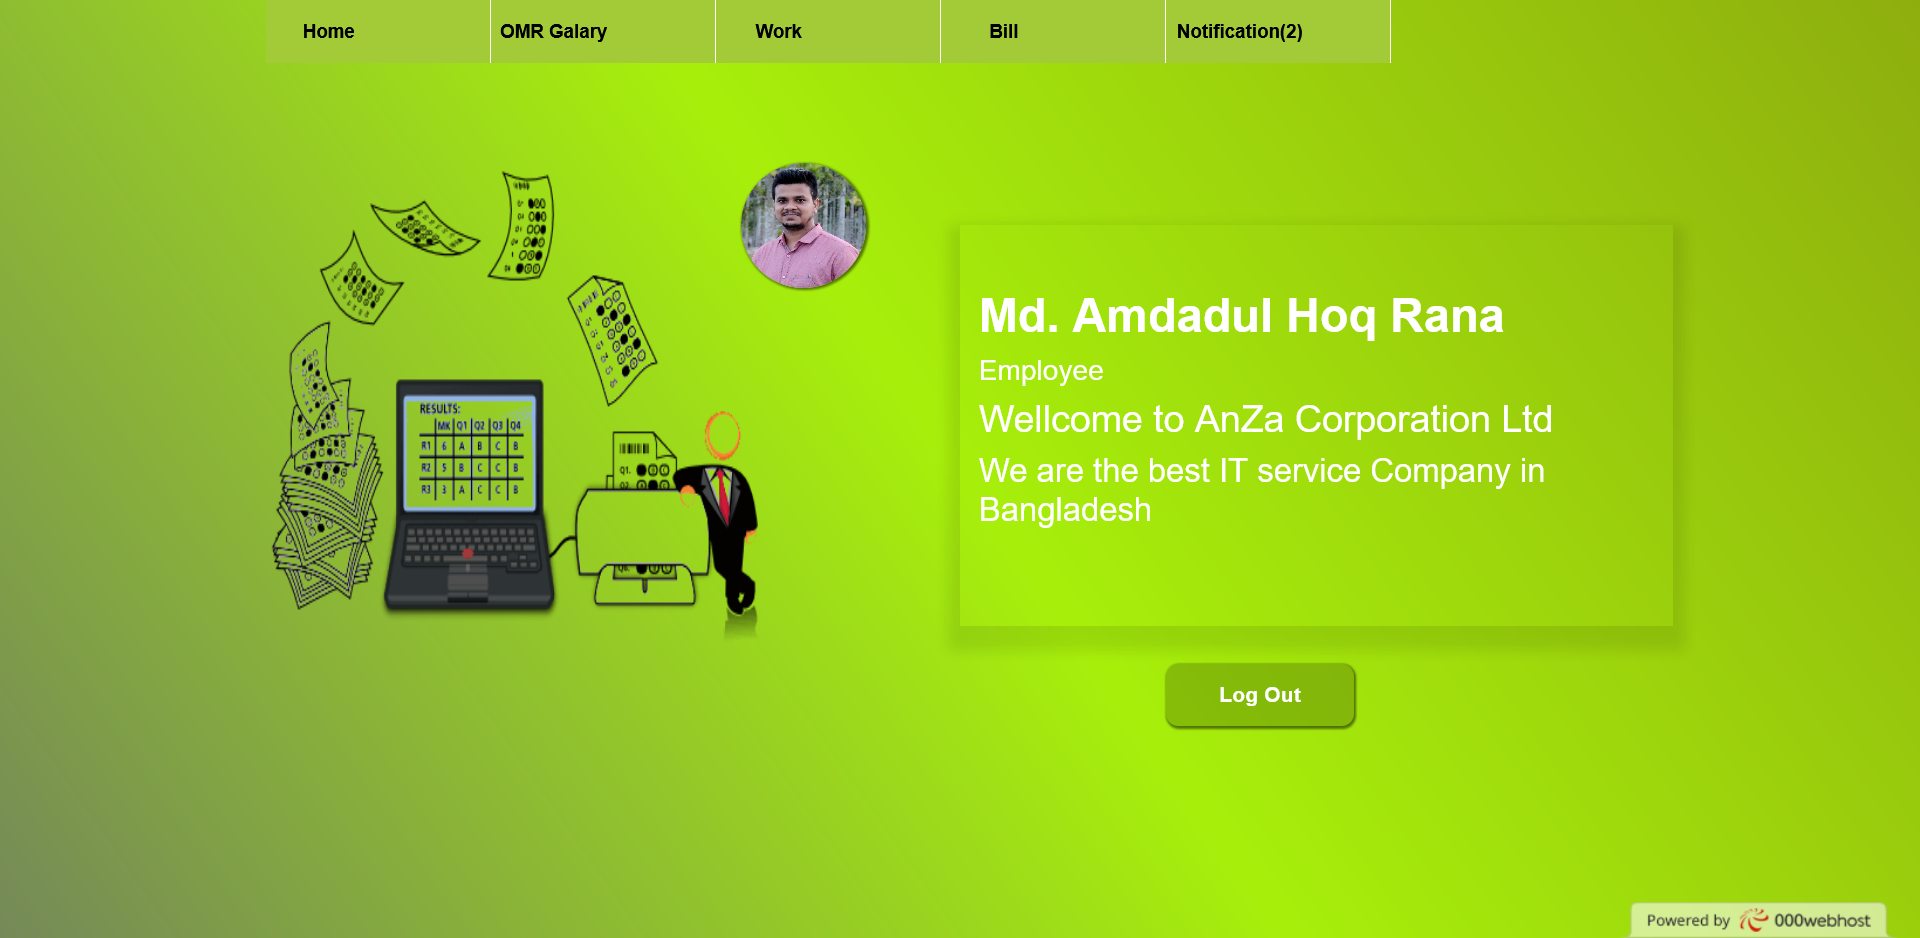 Home
OMR Galary
Work
Bill
Notification(2)
Md. Amdadul Hoq Rana
Employee
Wellcome to AnZa Corporation Ltd
We are the best IT service Company in
Bangladesh
Log Out
RESULTS:
MK Q1 Q2 Q3 Q4
R1 6 A B C B
R2 5 B C C B
R3 3 A C C B
Q1.
Q2.
Powered by 000webhost